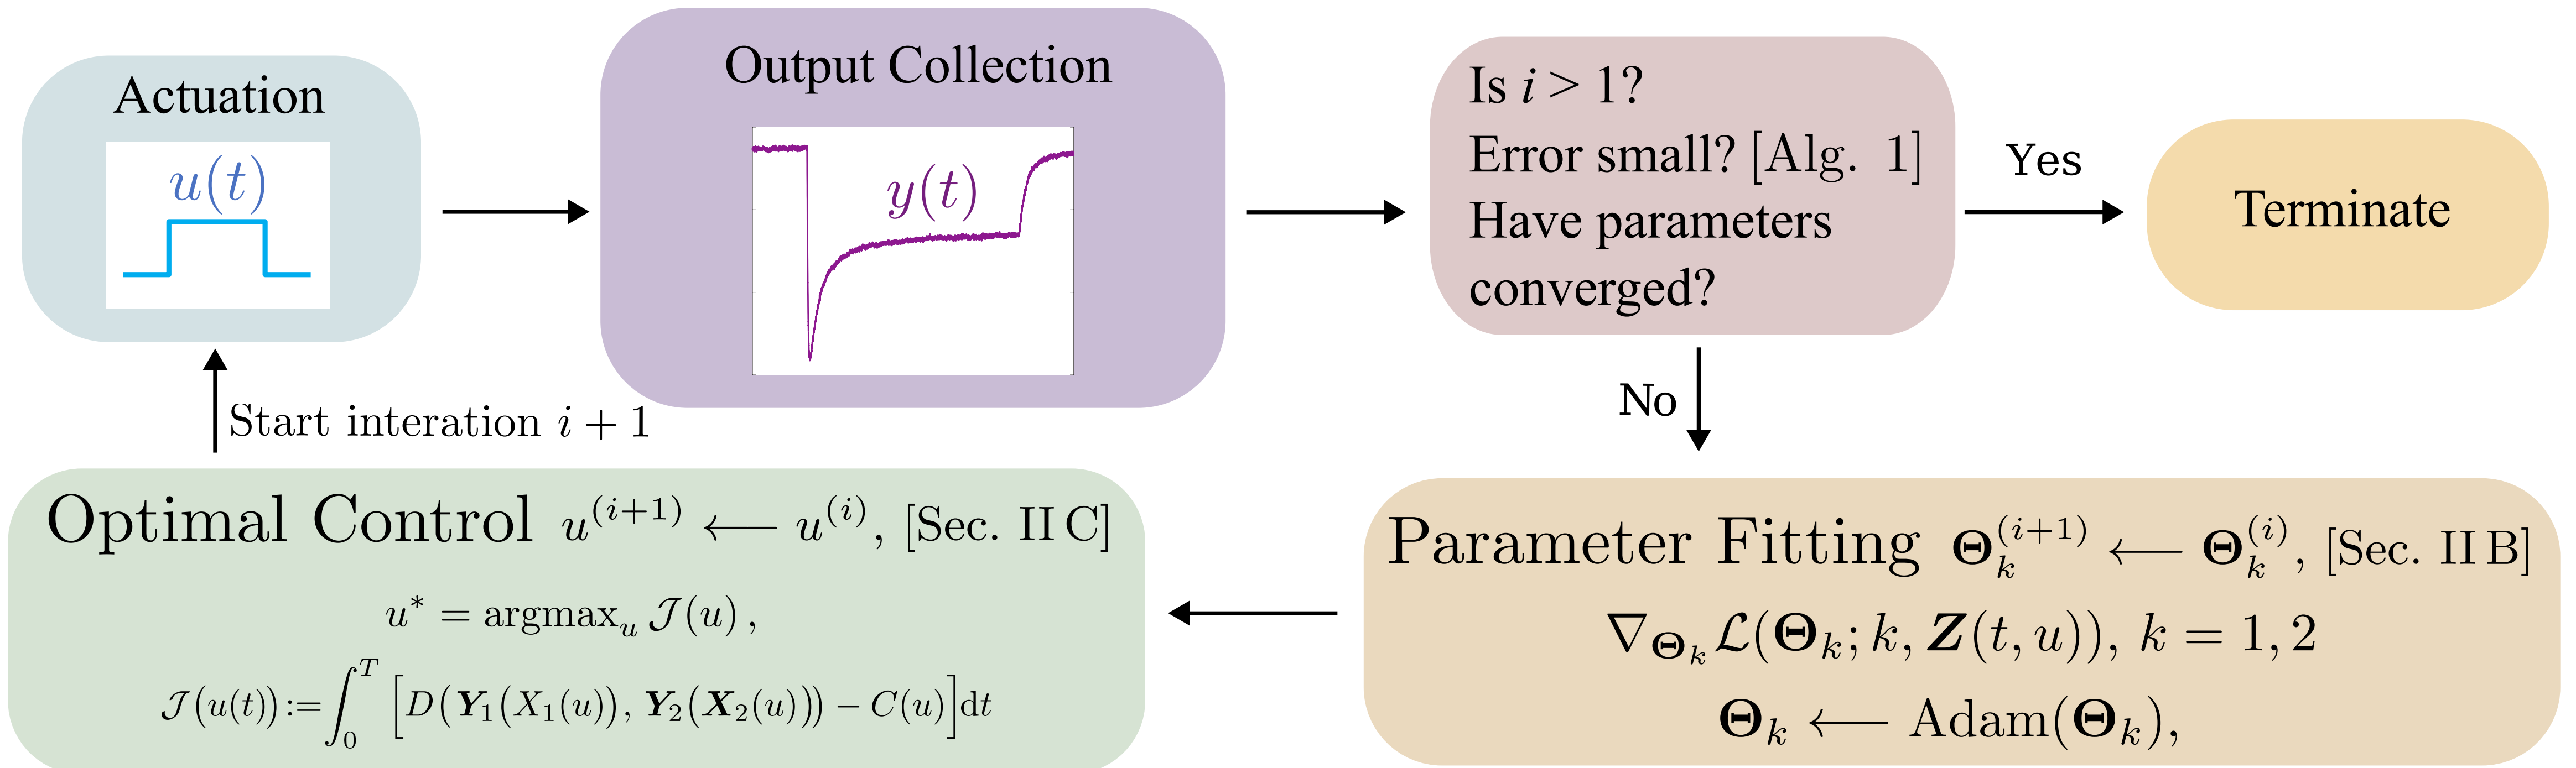 Actuation
u(t)
Output Collection
y(t)
Is i > 1?
Error small? [Alg. 1]
Have parameters
converged?
Yes
Terminate
No
Start interation i + 1
Optimal Control u^{(i+1)} ⟵ u^{(i)}, [Sec. II C]
u^* = argmax_u 𝒥(u),
𝒥(u(t)) := ∫_0^T [D(Y_1(X_1(u)), Y_2(X_2(u))) − C(u)]dt
Parameter Fitting Θ_k^{(i+1)} ⟵ Θ_k^{(i)}, [Sec. II B]
∇_{Θ_k} ℒ(Θ_k; k, Z(t, u)), k = 1, 2
Θ_k ⟵ Adam(Θ_k),